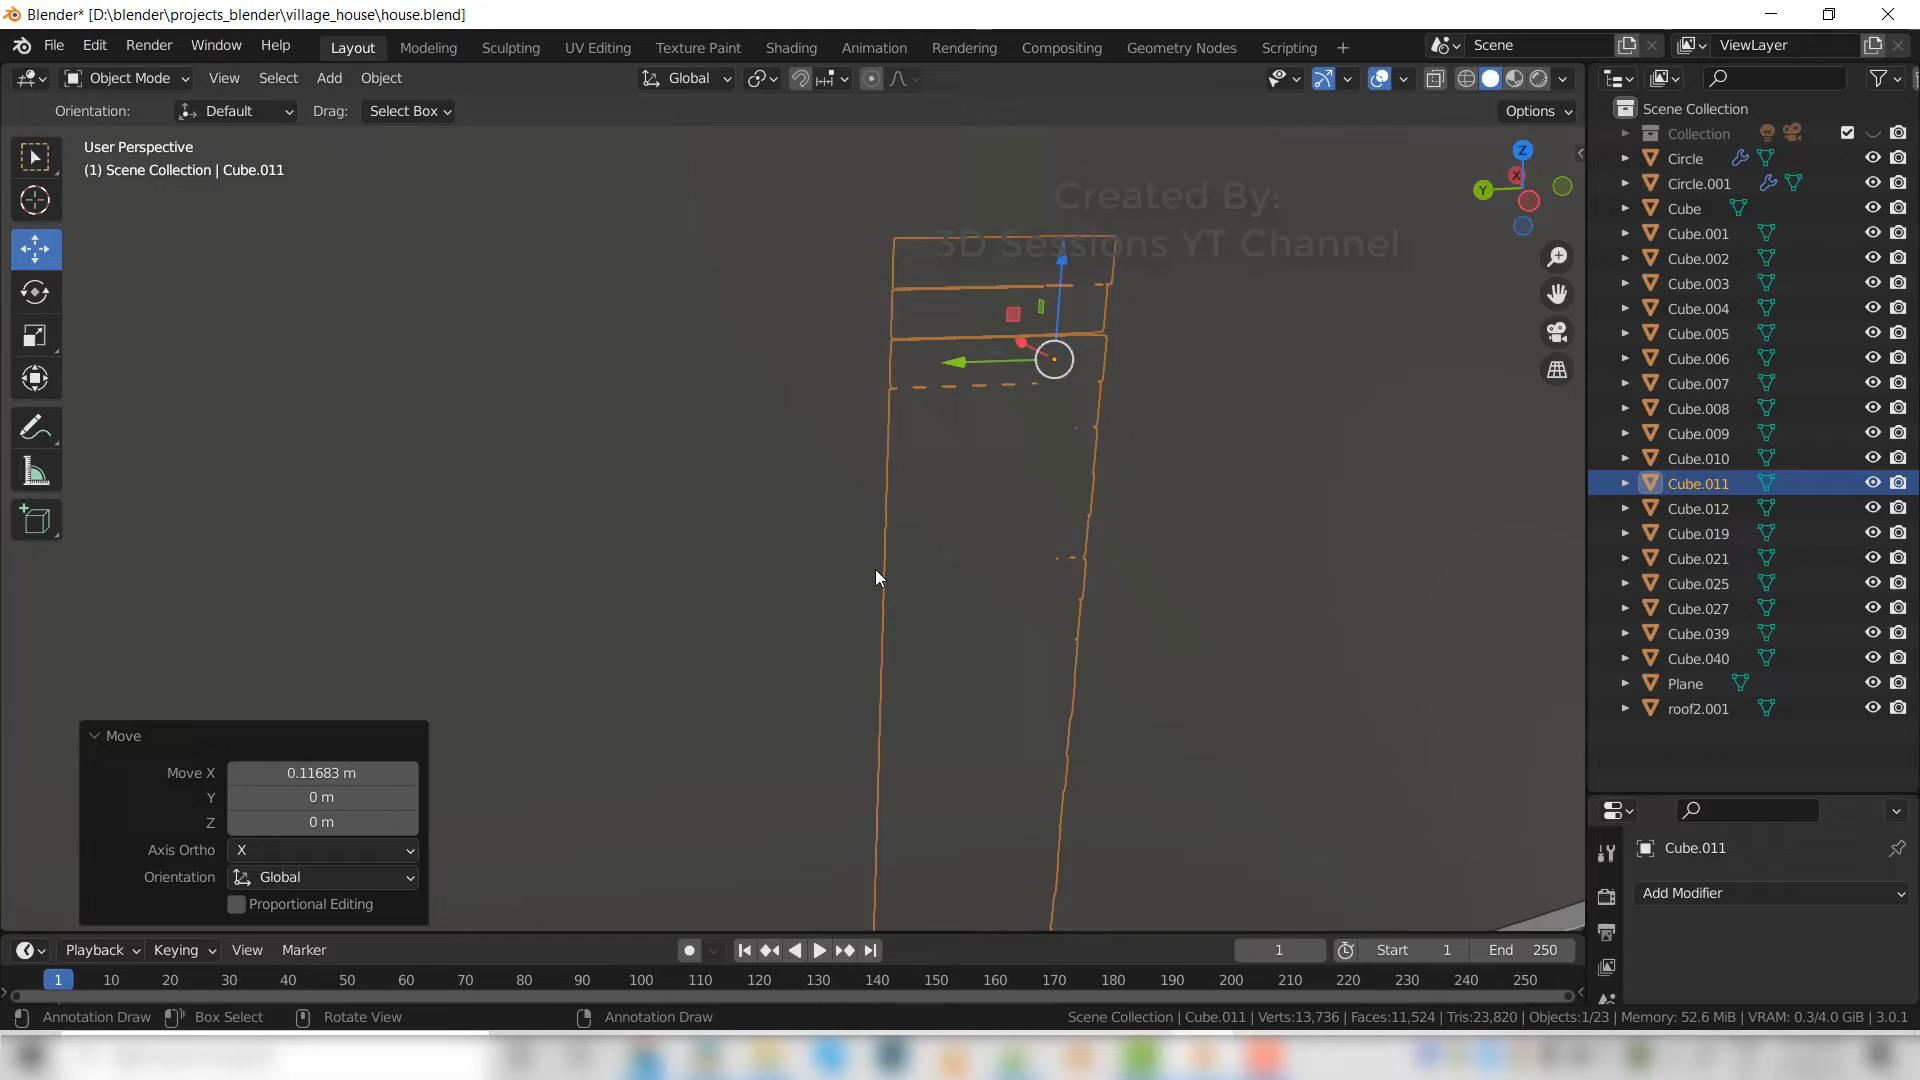 Blender* [D:\blender\projects_blender\village_house\house.blend]
File Edit Render Window Help Layout Modeling Sculpting UV Editing Texture Paint Shading Animation Rendering Compositing Geometry Nodes Scripting + Scene ViewLayer
Object Mode View Select Add Object Global
Orientation: Default Drag: Select Box Options
Scene Collection
User Perspective
(1) Scene Collection | Cube.011
Created By:
3D Sessions YT Channel
Z
X
Y
Collection
Circle
Circle.001
Cube
Cube.001
Cube.002
Cube.003
Cube.004
Cube.005
Cube.006
Cube.007
Cube.008
Cube.009
Cube.010
Cube.011
Cube.012
Cube.019
Cube.021
Cube.025
Cube.027
Cube.039
Cube.040
Plane
roof2.001
Move
Move X 0.11683 m
Y 0 m
Z 0 m
Axis Ortho X
Orientation Global
Proportional Editing
Cube.011
Add Modifier
Playback Keying View Marker 1 Start 1 End 250
1 10 20 30 40 50 60 70 80 90 100 110 120 130 140 150 160 170 180 190 200 210 220 230 240 250
Annotation Draw Box Select Rotate View Annotation Draw Scene Collection | Cube.011 | Verts:13,736 | Faces:11,524 | Tris:23,820 | Objects:1/23 | Memory: 52.6 MiB | VRAM: 0.3/4.0 GiB | 3.0.1